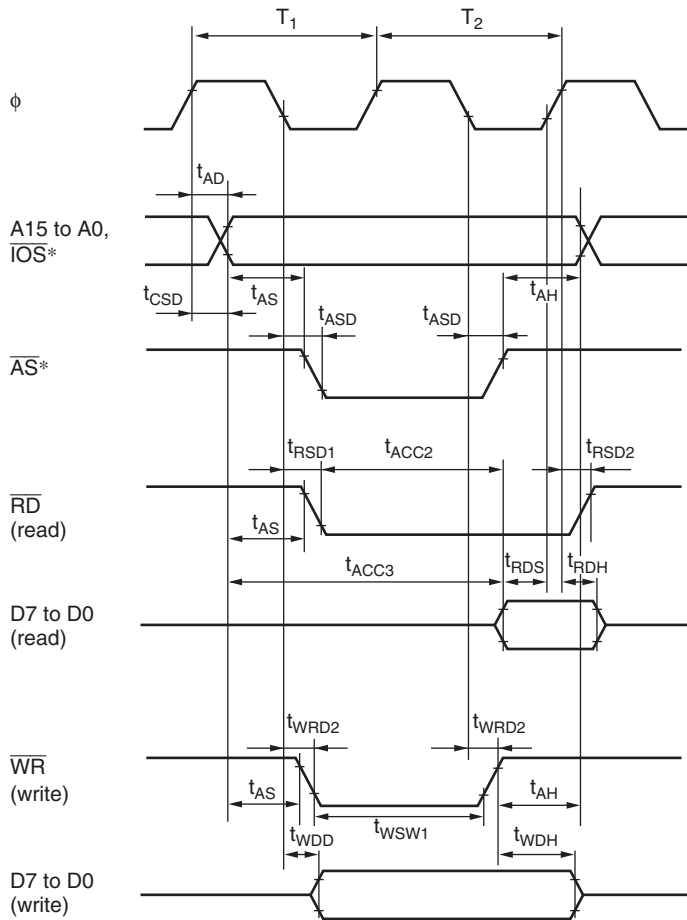 T1 T2
φ
tAD
A15 to A0,
IOS*
tAS tAH
tCSD tASD tASD
AS*
tRSD1 tACC2 tRSD2
RD
(read)
tAS
tACC3 tRDS tRDH
D7 to D0
(read)
tWRD2 tWRD2
WR
(write)
tAS tWSW1 tAH
tWDD tWDH
D7 to D0
(write)